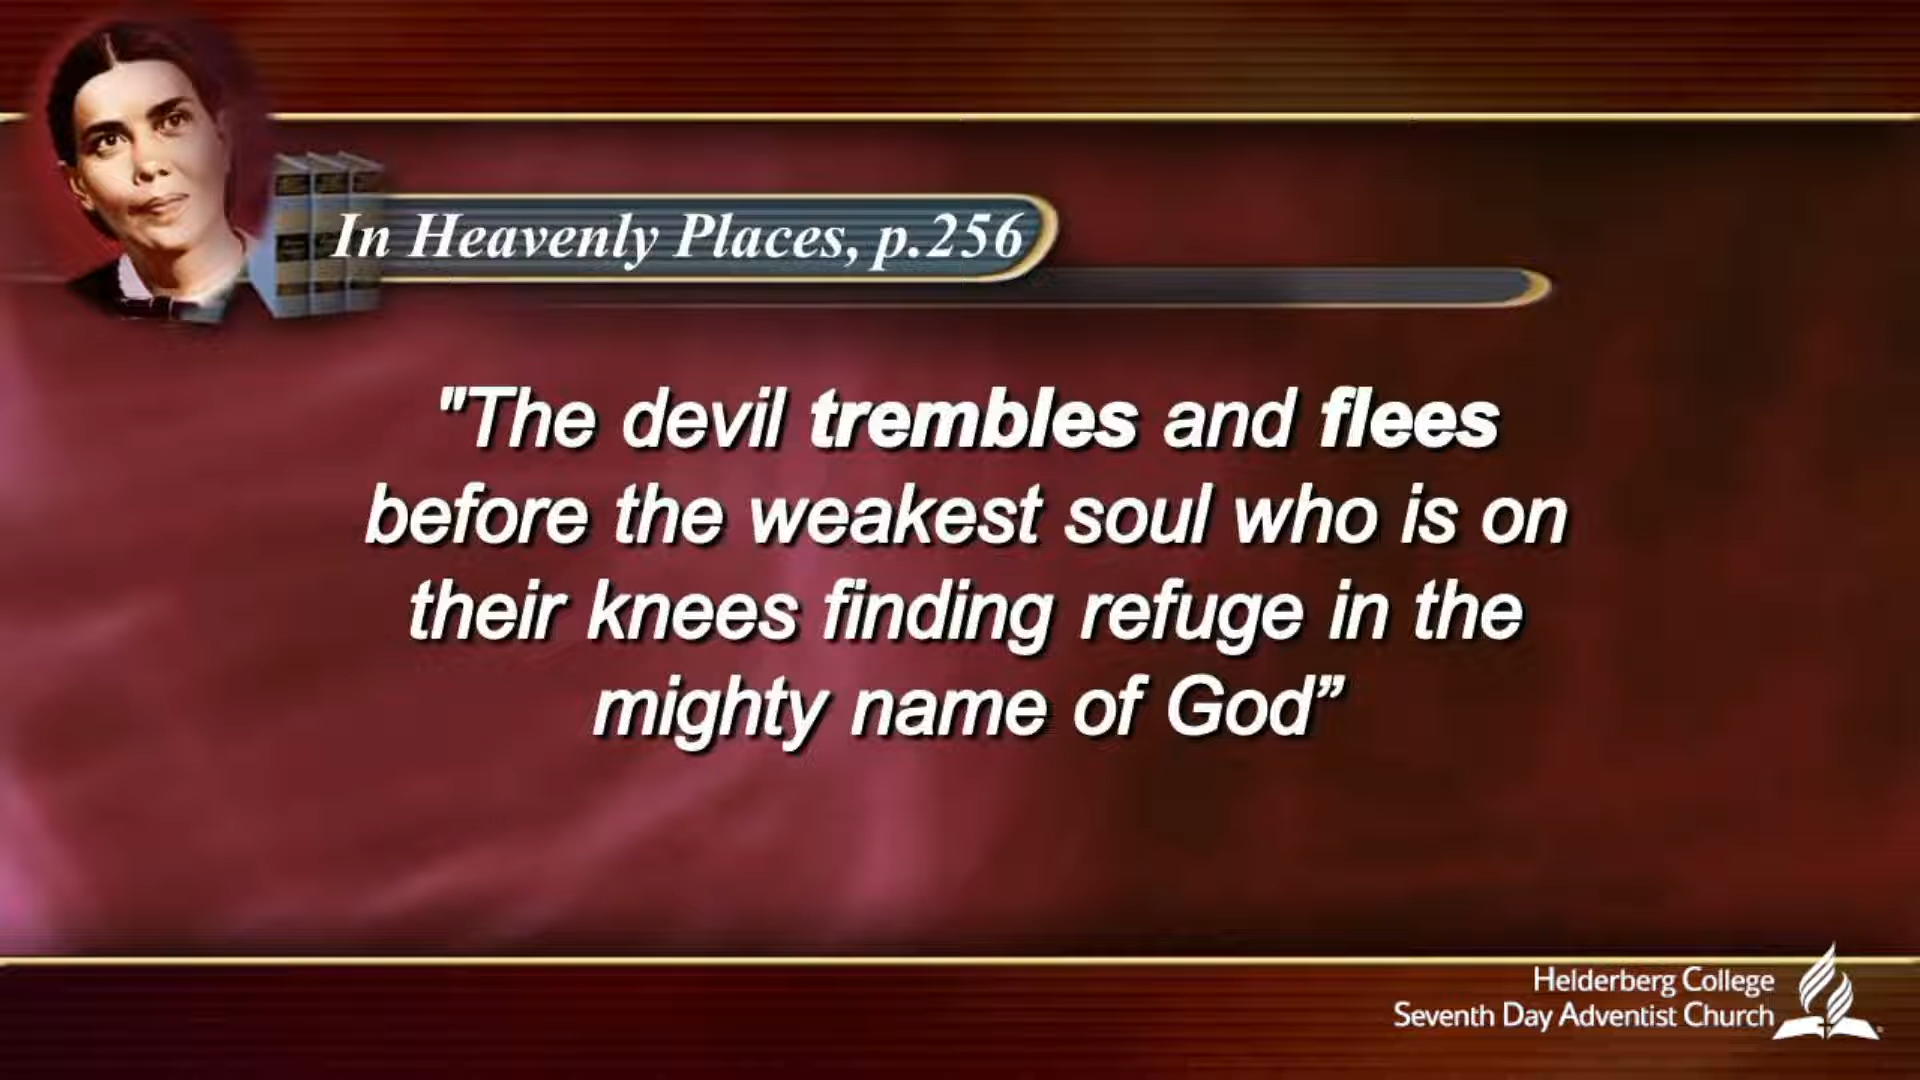 In Heavenly Places, p.256
"The devil trembles and flees
before the weakest soul who is on
their knees finding refuge in the
mighty name of God”
Helderberg College
Seventh Day Adventist Church